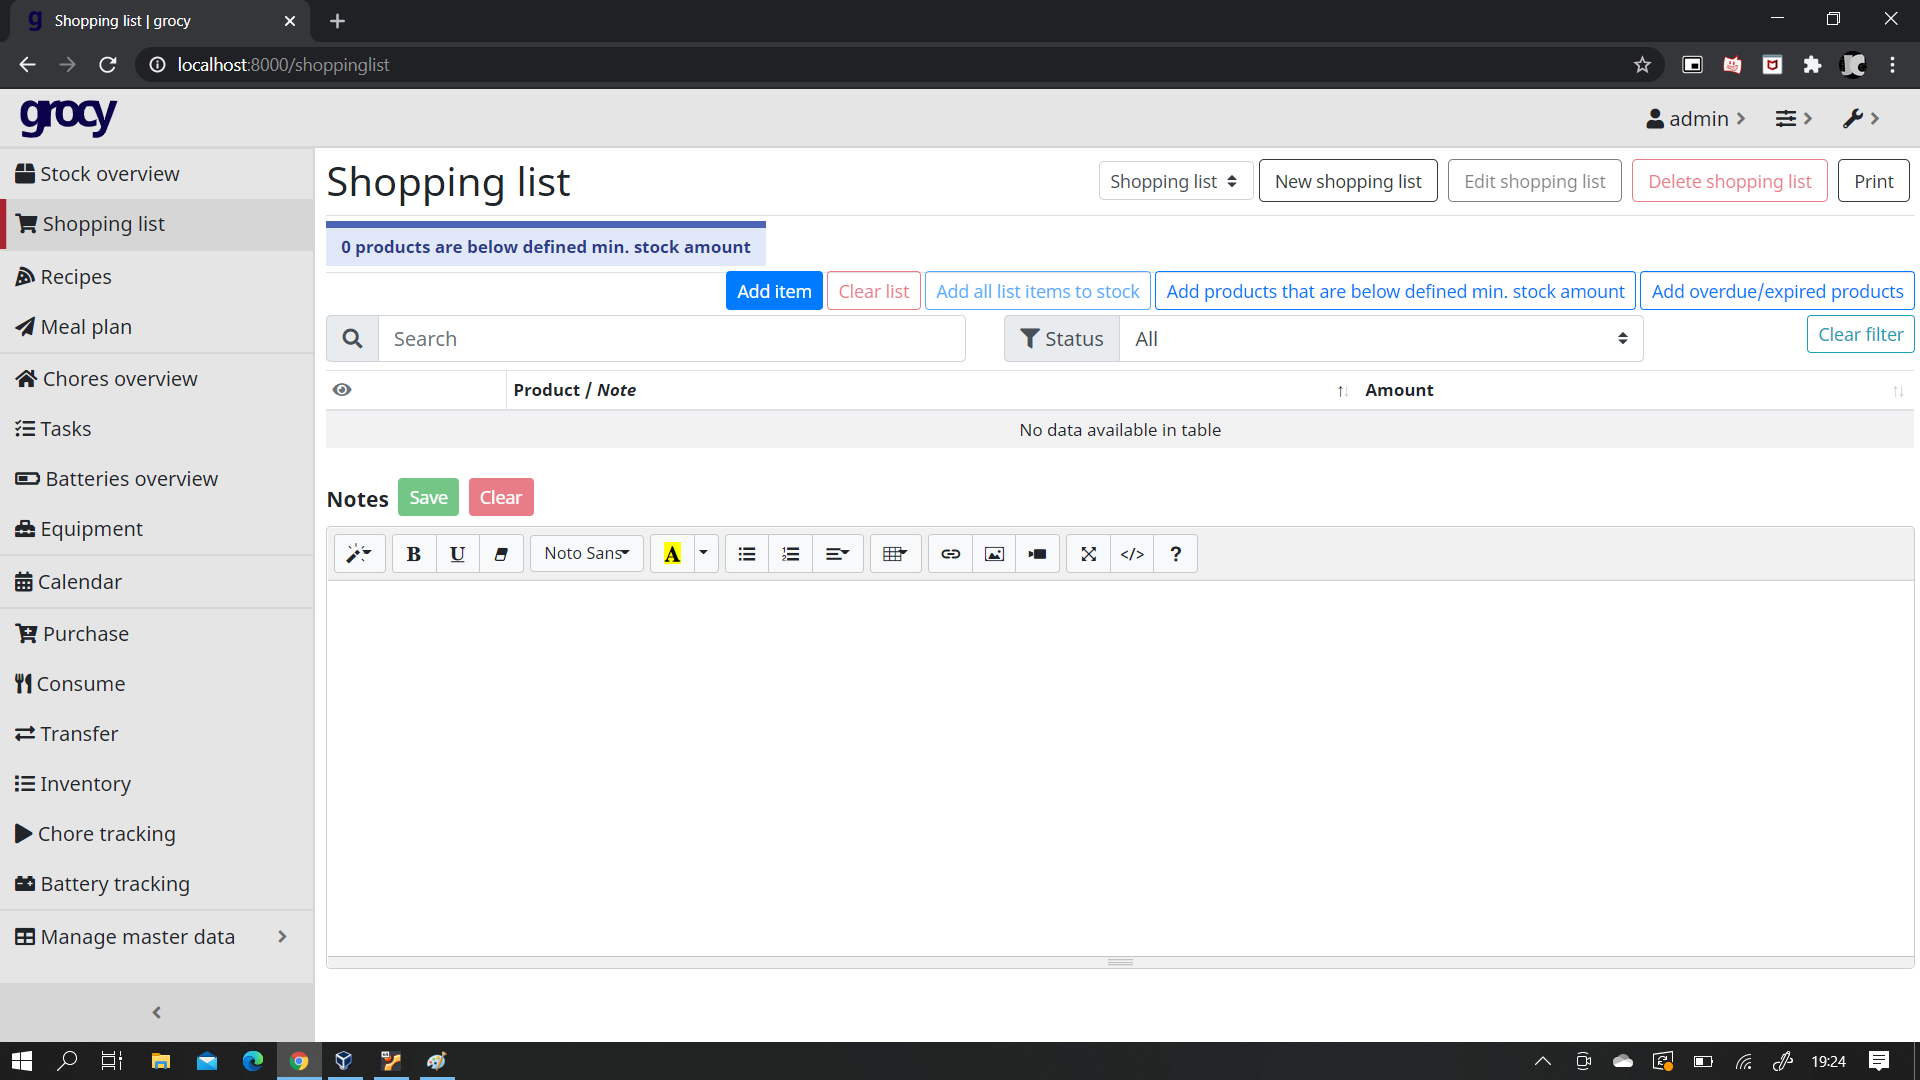 Shopping list | grocy
localhost:8000/shoppinglist
grocy
admin
Stock overview
Shopping list
Recipes
Meal plan
Chores overview
Tasks
Batteries overview
Equipment
Calendar
Purchase
Consume
Transfer
Inventory
Chore tracking
Battery tracking
Manage master data
Shopping list
Shopping list
New shopping list
Edit shopping list
Delete shopping list
Print
0 products are below defined min. stock amount
Add item
Clear list
Add all list items to stock
Add products that are below defined min. stock amount
Add overdue/expired products
Search
Status
All
Clear filter
Product / Note
Amount
No data available in table
Notes
Save
Clear
B
U
Noto Sans
A
</>
?
19:24